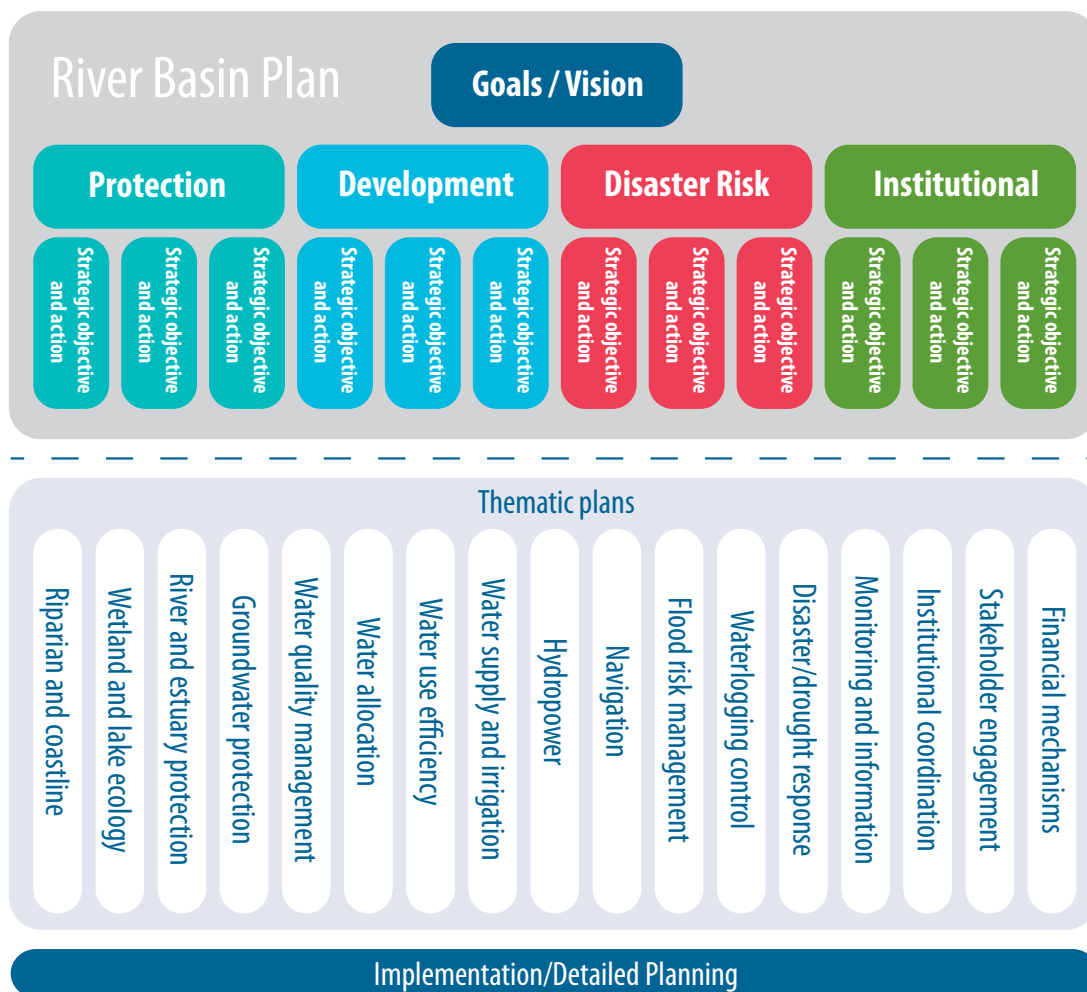 River Basin Plan
Goals / Vision
Protection
Development
Disaster Risk
Institutional
Strategic objective
and action
Strategic objective
and action
Strategic objective
and action
Strategic objective
and action
Strategic objective
and action
Strategic objective
and action
Strategic objective
and action
Strategic objective
and action
Strategic objective
and action
Strategic objective
and action
Strategic objective
and action
Strategic objective
and action
Thematic plans
Riparian and coastline
Wetland and lake ecology
River and estuary protection
Groundwater protection
Water quality management
Water allocation
Water use efficiency
Water supply and irrigation
Hydropower
Navigation
Flood risk management
Waterlogging control
Disaster/drought response
Monitoring and information
Institutional coordination
Stakeholder engagement
Financial mechanisms
Implementation/Detailed Planning